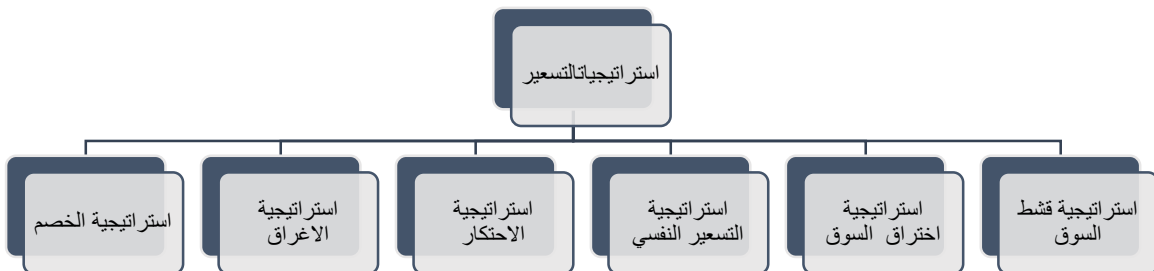 استراتيجياتالتسعير
استراتيجية قشط
السوق
استراتيجية
اختراق السوق
استراتيجية
التسعير النفسي
استراتيجية
الاحتكار
استراتيجية
الاغراق
استراتيجية الخصم